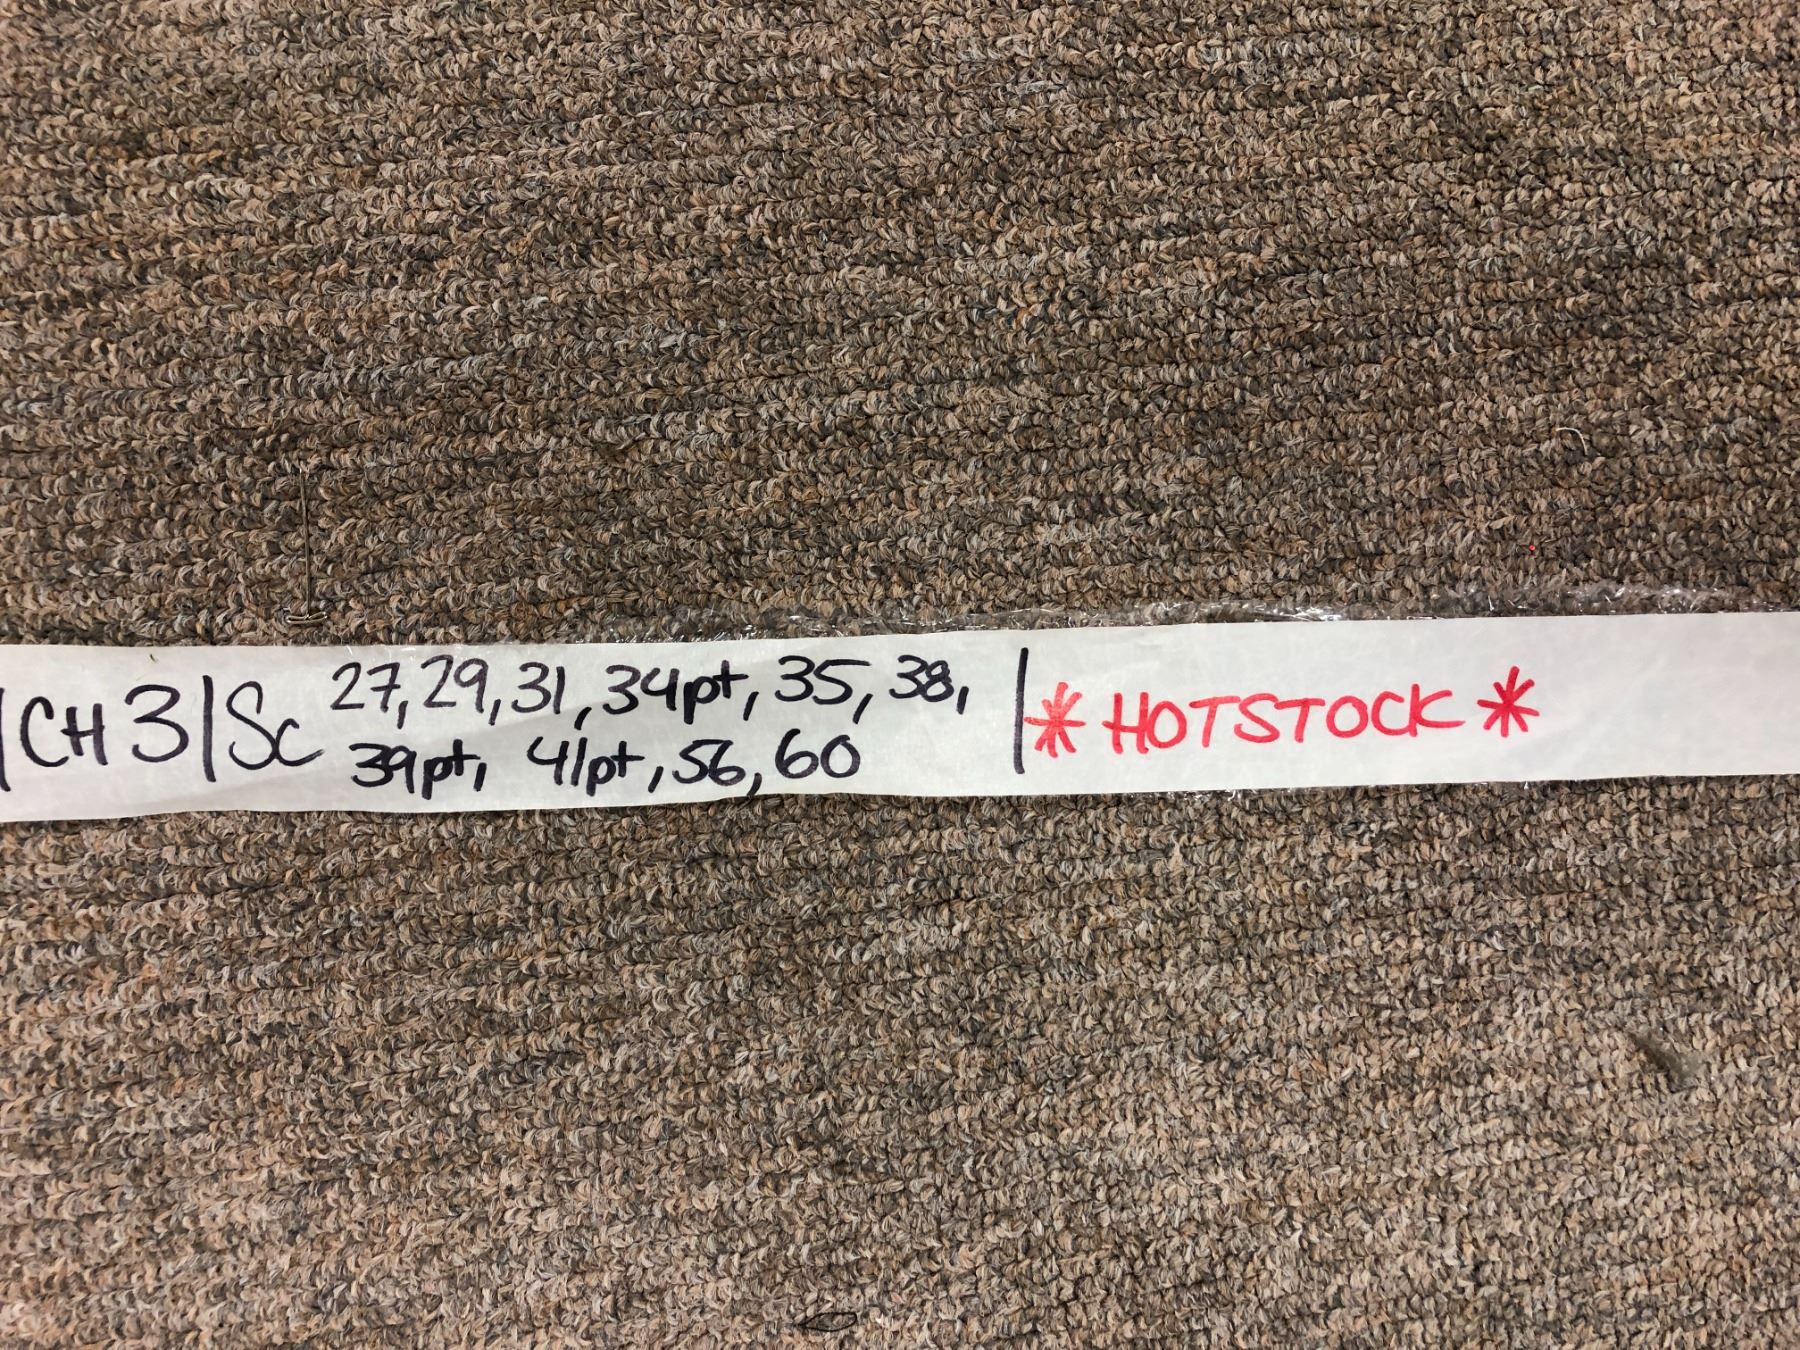 |CH 3| Sc 27, 29, 31, 34pt, 35, 38, | * HOTSTOCK *
39pt, 41pt, 56, 60